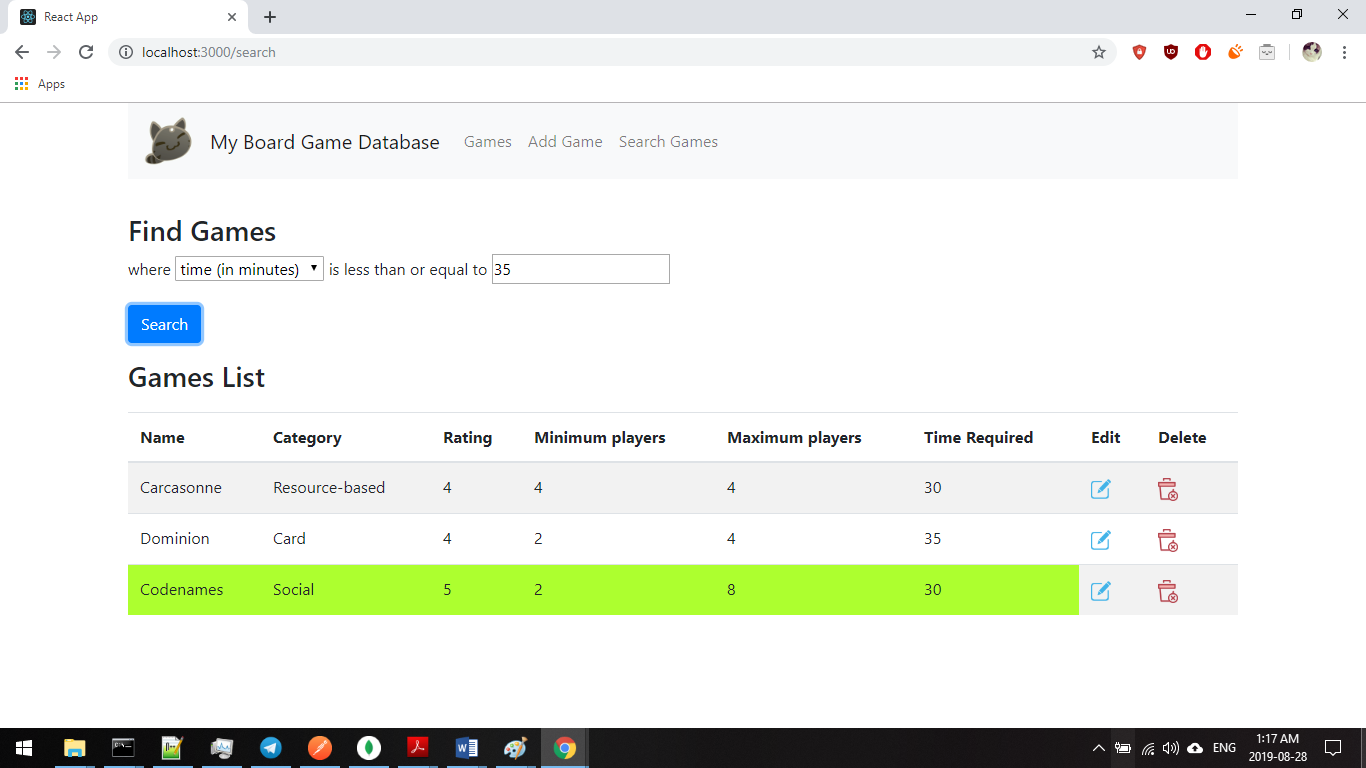 React App
localhost:3000/search
Apps
My Board Game Database Games Add Game Search Games
Find Games
where time (in minutes) is less than or equal to 35
Search
Games List
Name Category Rating Minimum players Maximum players Time Required Edit Delete
Carcasonne Resource-based 4 4 4 30
Dominion Card 4 2 4 35
Codenames Social 5 2 8 30
ENG
1:17 AM
2019-08-28